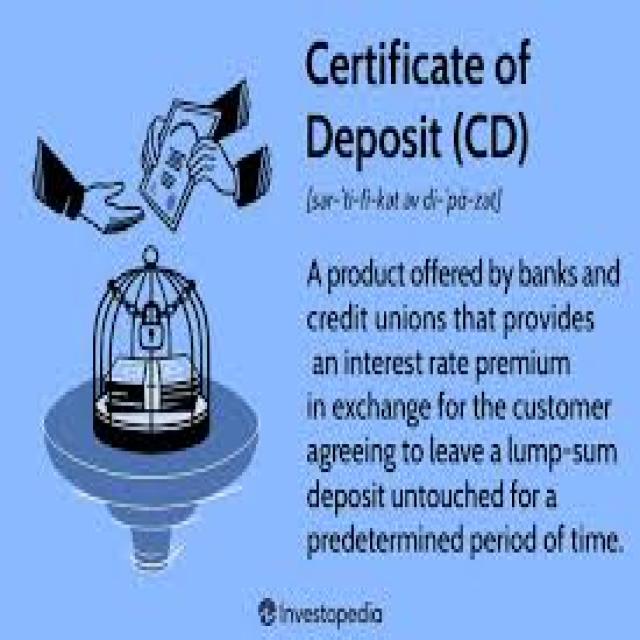 Certificate of
Deposit (CD)
[sər-ˈti-fi-kət əv di-ˈpä-zət]
A product offered by banks and
credit unions that provides
an interest rate premium
in exchange for the customer
agreeing to leave a lump-sum
deposit untouched for a
predetermined period of time.
Investopedia